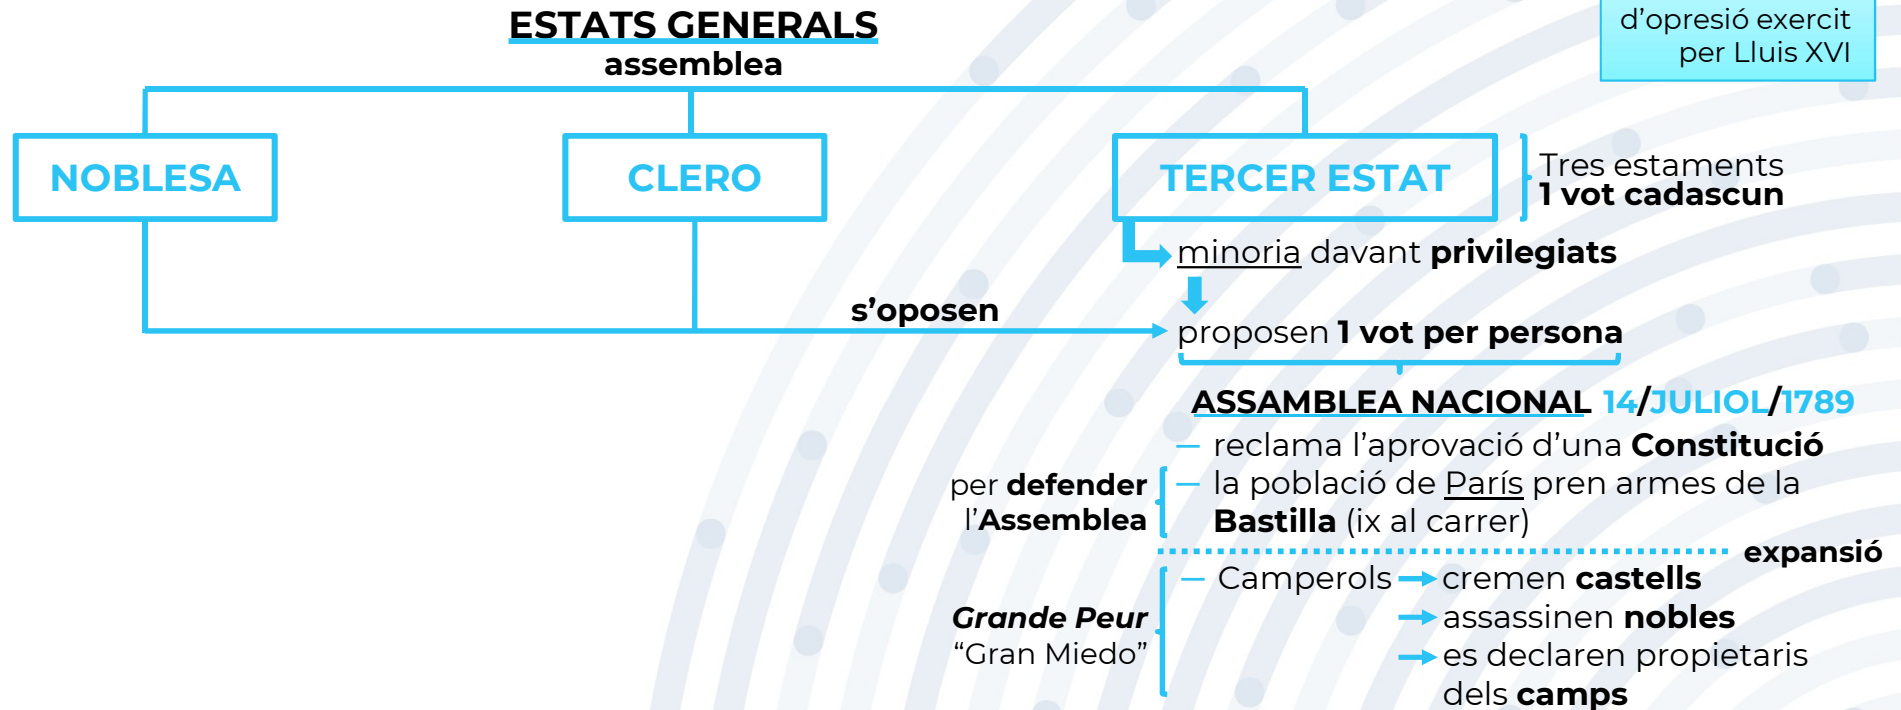 ESTATS GENERALS
assemblea
d’opresió exercit
per Lluis XVI
NOBLESA
CLERO
TERCER ESTAT
Tres estaments
1 vot cadascun
minoria davant privilegiats
s’oposen
proposen 1 vot per persona
ASSAMBLEA NACIONAL 14/JULIOL/1789
– reclama l’aprovació d’una Constitució
per defender
l’Assemblea
– la població de París pren armes de la
Bastilla (ix al carrer)
expansió
Grande Peur
“Gran Miedo”
– Camperols → cremen castells
→ assassinen nobles
→ es declaren propietaris
dels camps